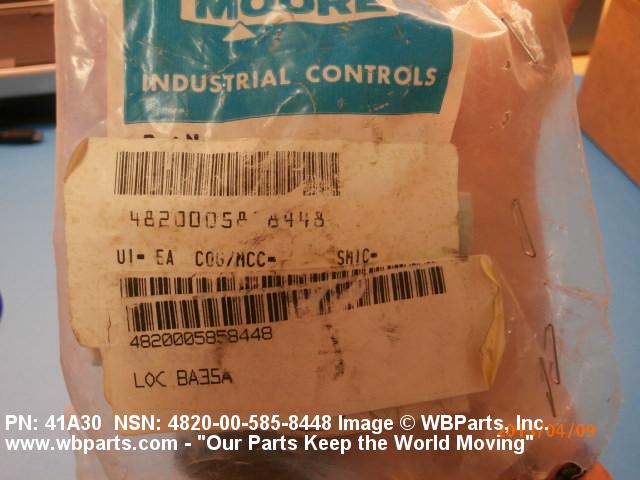 MOORE
INDUSTRIAL CONTROLS
48200058 8448
UI- EA COG/MCC- SMIC-
4820005858448
LOC BA35A
PN: 41A30 NSN: 4820-00-585-8448 Image © WBParts, Inc.
www.wbparts.com - "Our Parts Keep the World Moving"